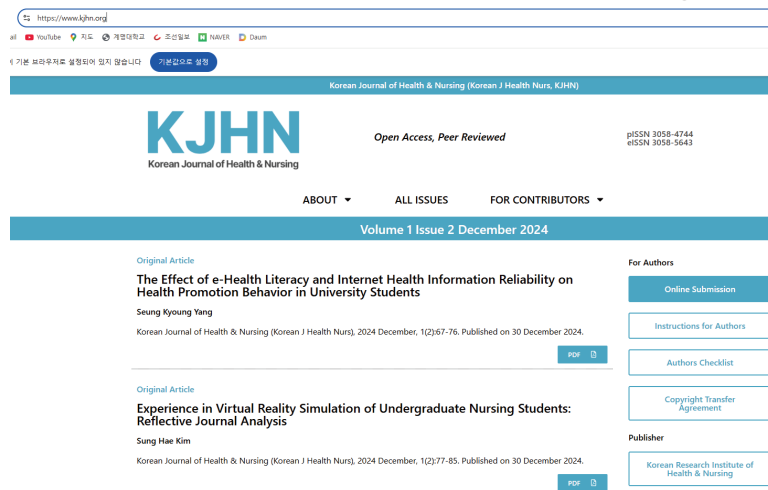 https://www.kjhn.org
ail YouTube 지도 계명대학교 조선일보 NAVER Daum
기본 브라우저로 설정되어 있지 않습니다 기본값으로 설정
Korean Journal of Health & Nursing (Korean J Health Nurs, KJHN)
KJHN
Korean Journal of Health & Nursing
Open Access, Peer Reviewed
pISSN 3058-4744
eISSN 3058-5643
ABOUT ALL ISSUES FOR CONTRIBUTORS
Volume 1 Issue 2 December 2024
Original Article
The Effect of e-Health Literacy and Internet Health Information Reliability on
Health Promotion Behavior in University Students
Seung Kyoung Yang
Korean Journal of Health & Nursing (Korean J Health Nurs), 2024 December, 1(2):67-76. Published on 30 December 2024.
PDF
Original Article
Experience in Virtual Reality Simulation of Undergraduate Nursing Students:
Reflective Journal Analysis
Sung Hae Kim
Korean Journal of Health & Nursing (Korean J Health Nurs), 2024 December, 1(2):77-85. Published on 30 December 2024.
PDF
For Authors
Online Submission
Instructions for Authors
Authors Checklist
Copyright Transfer
Agreement
Publisher
Korean Research Institute of
Health & Nursing